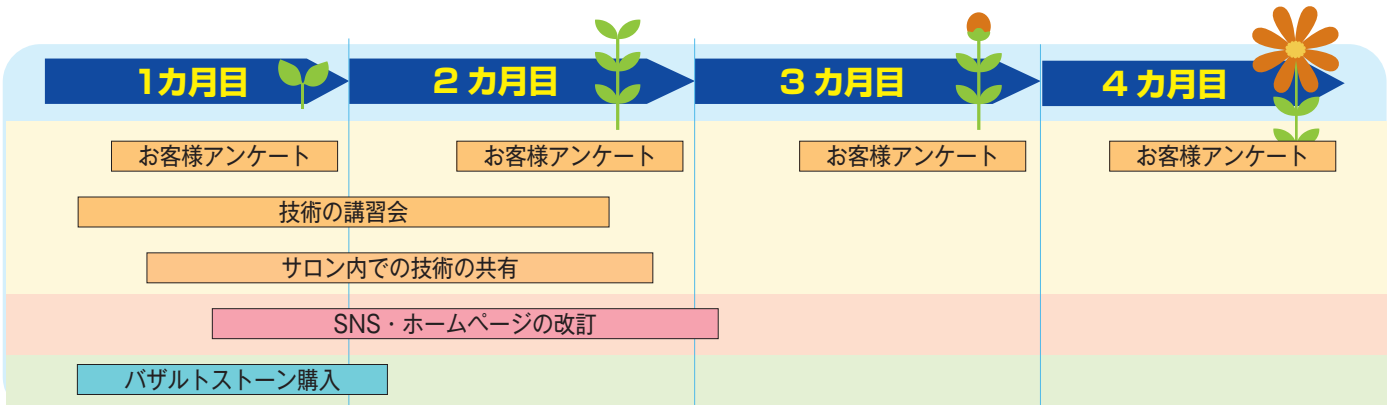 1カ月目
2 カ月目
3 カ月目
4 カ月目
お客様アンケート
お客様アンケート
お客様アンケート
お客様アンケート
技術の講習会
サロン内での技術の共有
SNS・ホームページの改訂
バザルトストーン購入